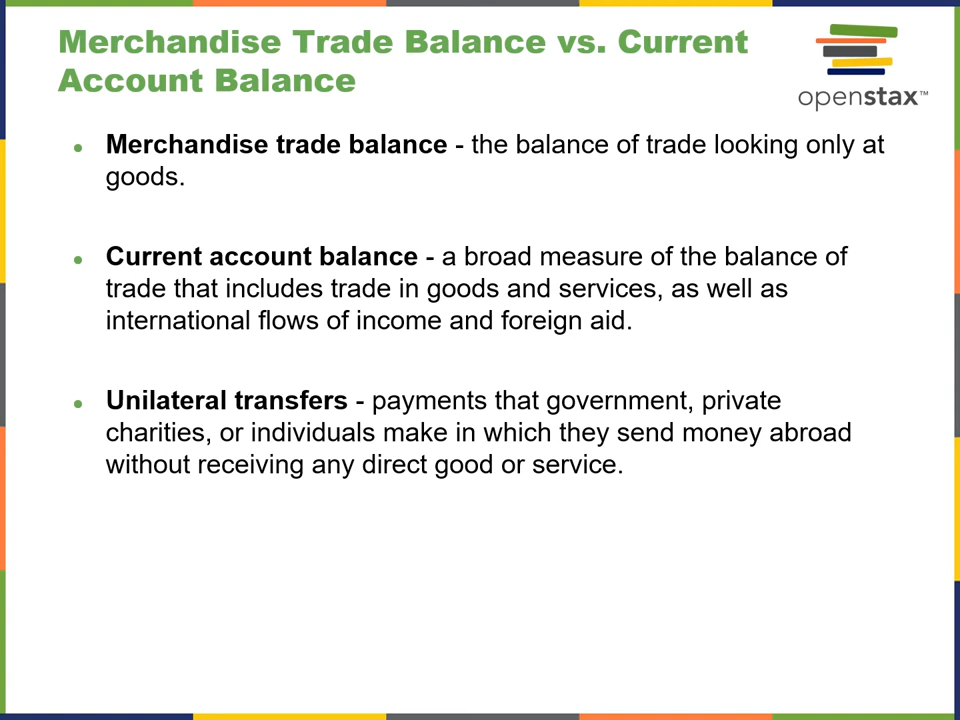 Merchandise Trade Balance vs. Current
Account Balance
openstax™
● Merchandise trade balance - the balance of trade looking only at
goods.
● Current account balance - a broad measure of the balance of
trade that includes trade in goods and services, as well as
international flows of income and foreign aid.
● Unilateral transfers - payments that government, private
charities, or individuals make in which they send money abroad
without receiving any direct good or service.